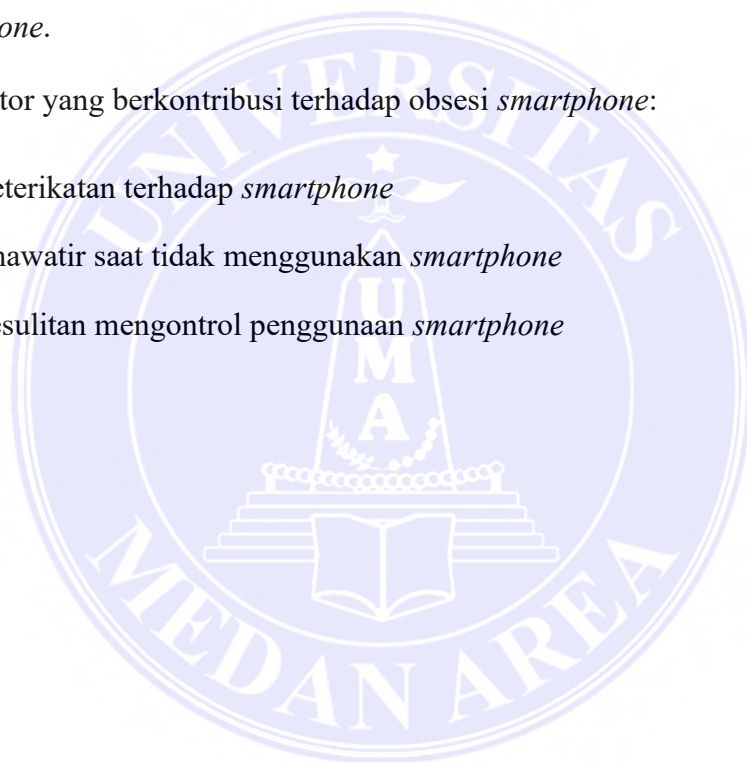 one.
tor yang berkontribusi terhadap obsesi smartphone:
eterikatan terhadap smartphone
hawatir saat tidak menggunakan smartphone
esulitan mengontrol penggunaan smartphone
UNIVERSITAS
U
M
A
MEDAN AREA